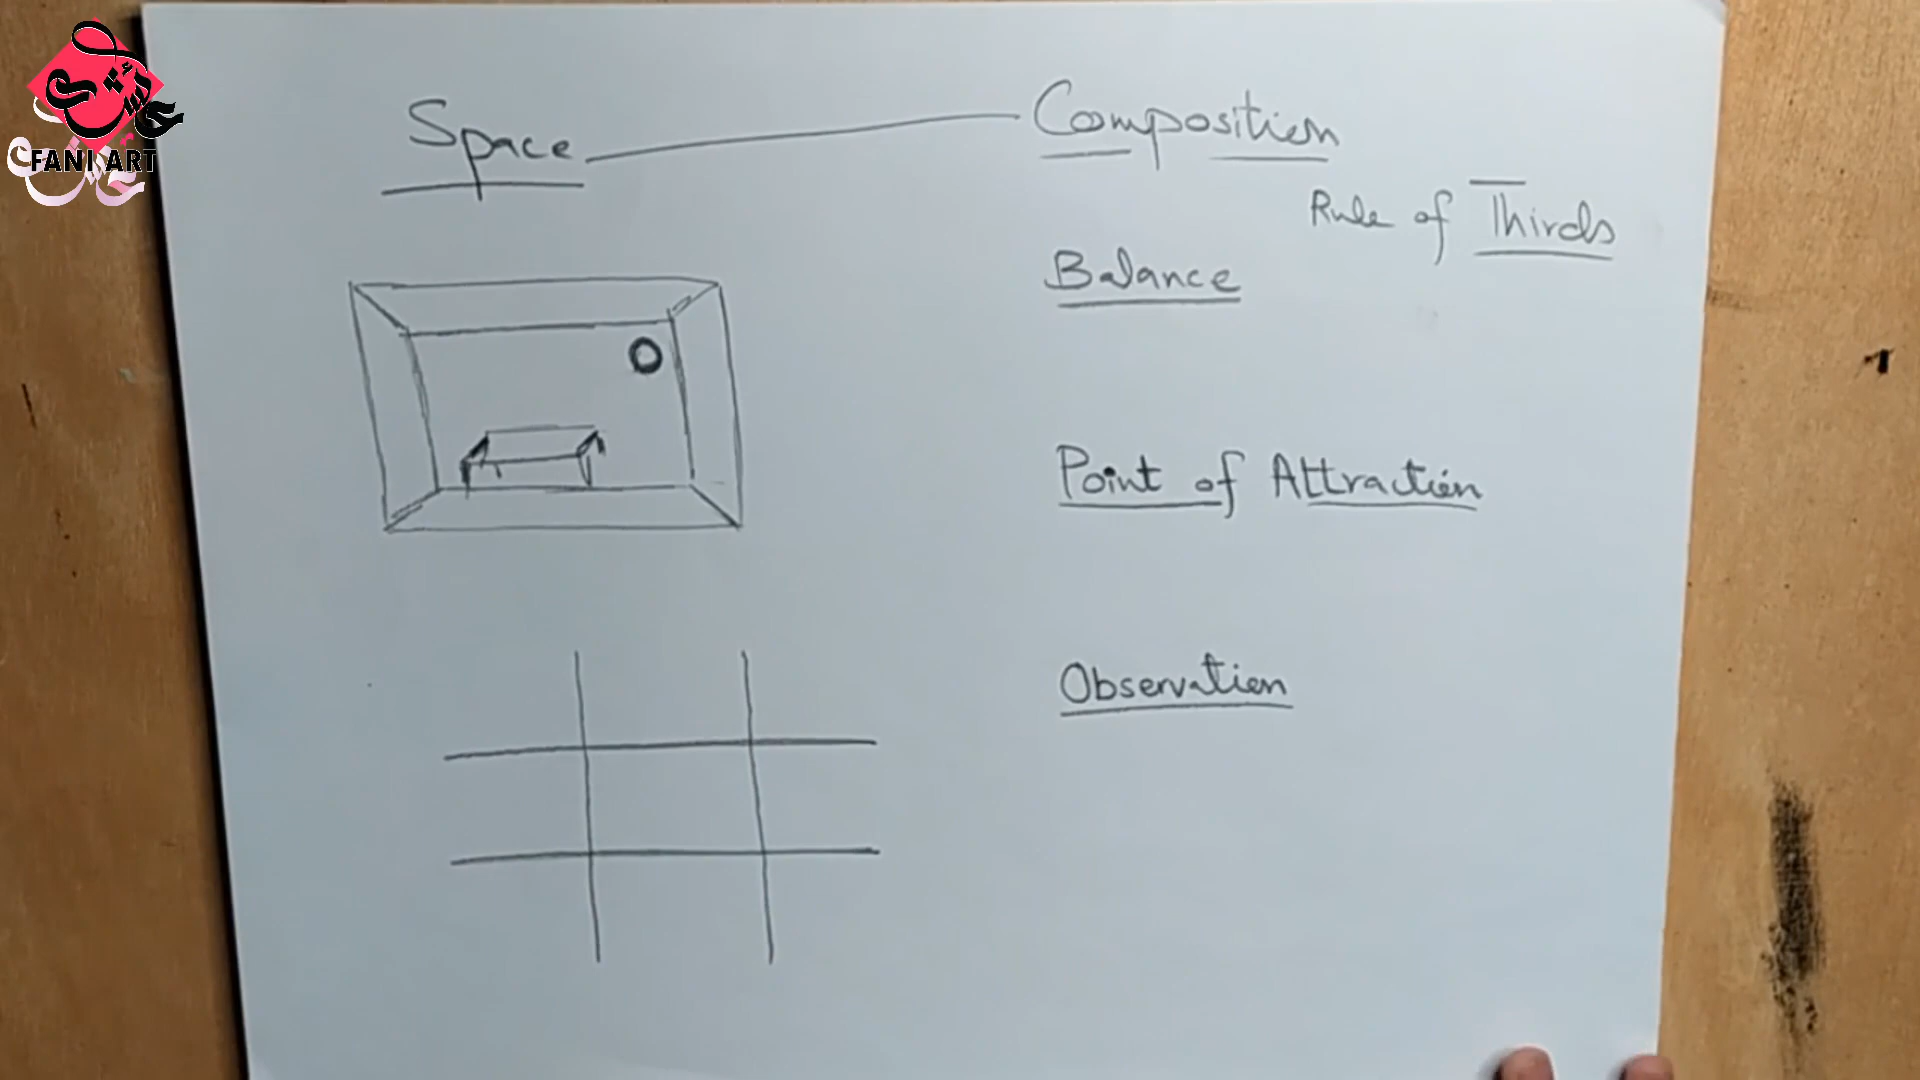 FANI ART
Space
Composition
Rule of Thirds
Balance
Point of Attraction
Observation